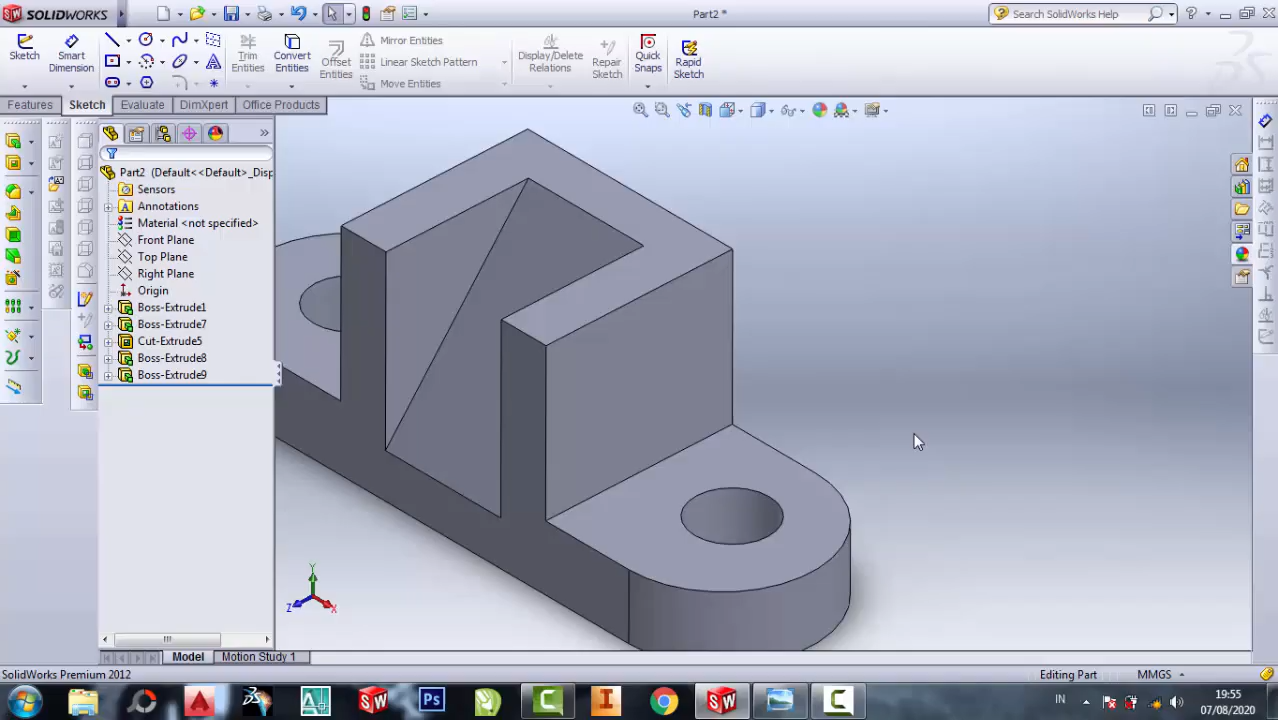 SOLIDWORKS
Part2 *
Search SolidWorks Help
Sketch
Smart
Dimension
Trim
Entities
Convert
Entities
Offset
Entities
Mirror Entities
Linear Sketch Pattern
Move Entities
Display/Delete
Relations
Repair
Sketch
Quick
Snaps
Rapid
Sketch
Features
Sketch
Evaluate
DimXpert
Office Products
Part2 (Default<<Default>_Disp
Sensors
Annotations
Material <not specified>
Front Plane
Top Plane
Right Plane
Origin
Boss-Extrude1
Boss-Extrude7
Cut-Extrude5
Boss-Extrude8
Boss-Extrude9
Y
Z
X
Model
Motion Study 1
SolidWorks Premium 2012
Editing Part
MMGS
IN
19:55
07/08/2020